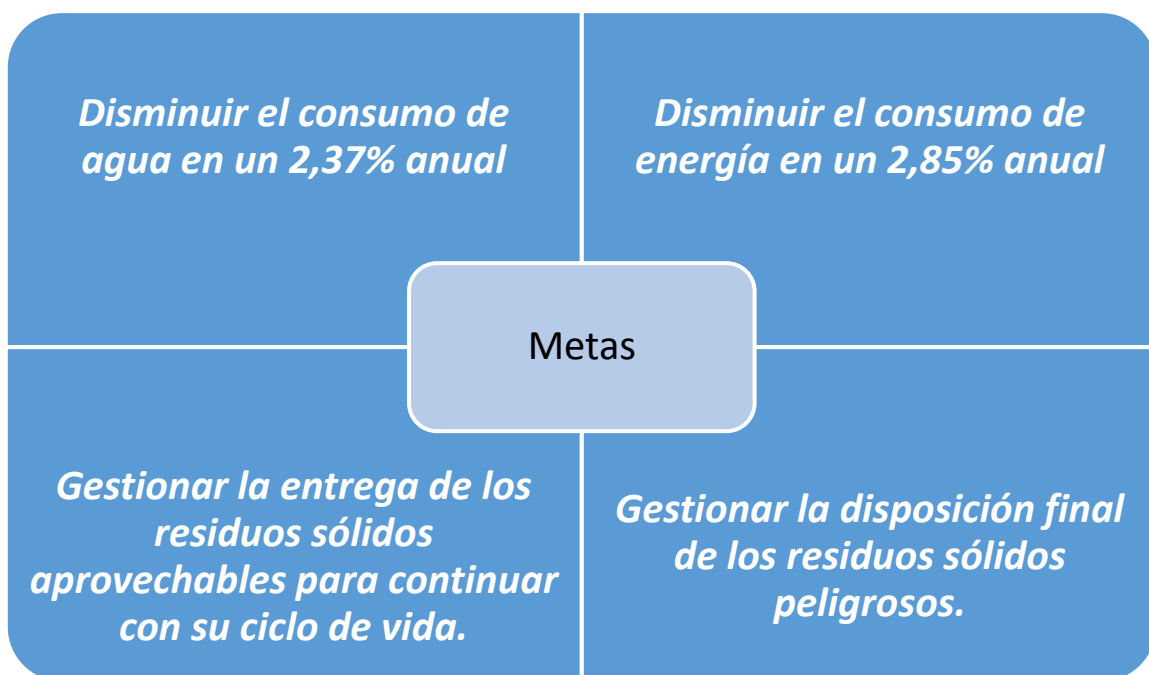 Disminuir el consumo de
agua en un 2,37% anual
Disminuir el consumo de
energía en un 2,85% anual
Metas
Gestionar la entrega de los
residuos sólidos
aprovechables para continuar
con su ciclo de vida.
Gestionar la disposición final
de los residuos sólidos
peligrosos.